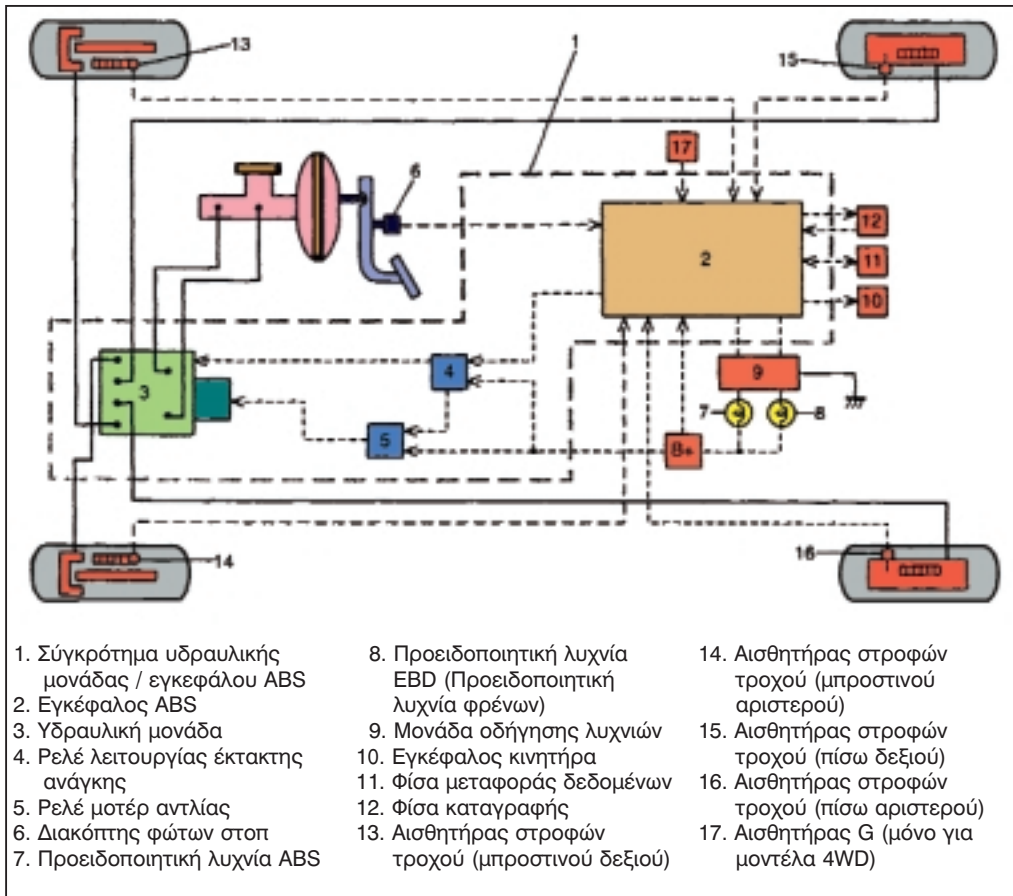 13
1
15
17
6
12
2
11
10
3
4
9
7
8
5
B+
14
16
1. Σύγκρότημα υδραυλικής
μονάδας / εγκεφάλου ABS
2. Εγκέφαλος ABS
3. Υδραυλική μονάδα
4. Ρελέ λειτουργίας έκτακτης
ανάγκης
5. Ρελέ μοτέρ αντλίας
6. Διακόπτης φώτων στοπ
7. Προειδοποιητική λυχνία ABS
8. Προειδοποιητική λυχνία
EBD (Προειδοποιητική
λυχνία φρένων)
9. Μονάδα οδήγησης λυχνιών
10. Εγκέφαλος κινητήρα
11. Φίσα μεταφοράς δεδομένων
12. Φίσα καταγραφής
13. Αισθητήρας στροφών
τροχού (μπροστινού δεξιού)
14. Αισθητήρας στροφών
τροχού (μπροστινού
αριστερού)
15. Αισθητήρας στροφών
τροχού (πίσω δεξιού)
16. Αισθητήρας στροφών
τροχού (πίσω αριστερού)
17. Αισθητήρας G (μόνο για
μοντέλα 4WD)